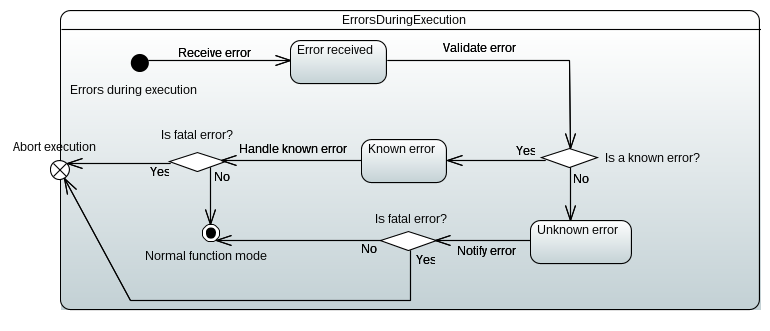 ErrorsDuringExecution
Receive error
Error received
Validate error
Errors during execution
Abort execution
Is fatal error?
Handle known error
Known error
Yes
Is a known error?
Yes
No
No
Is fatal error?
Unknown error
Normal function mode
No
Notify error
Yes